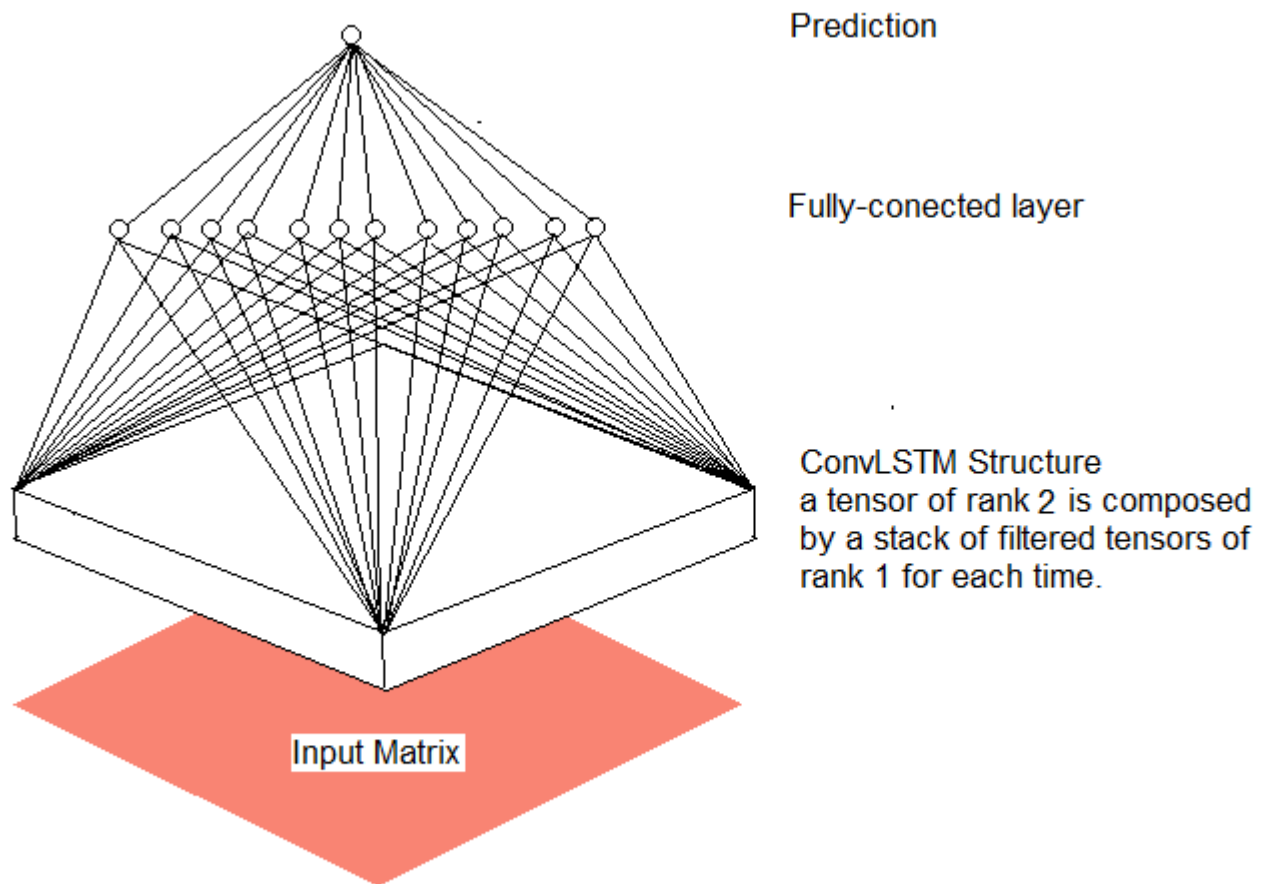 Prediction
Fully-conected layer
ConvLSTM Structure
a tensor of rank 2 is composed
by a stack of filtered tensors of
rank 1 for each time.
Input Matrix